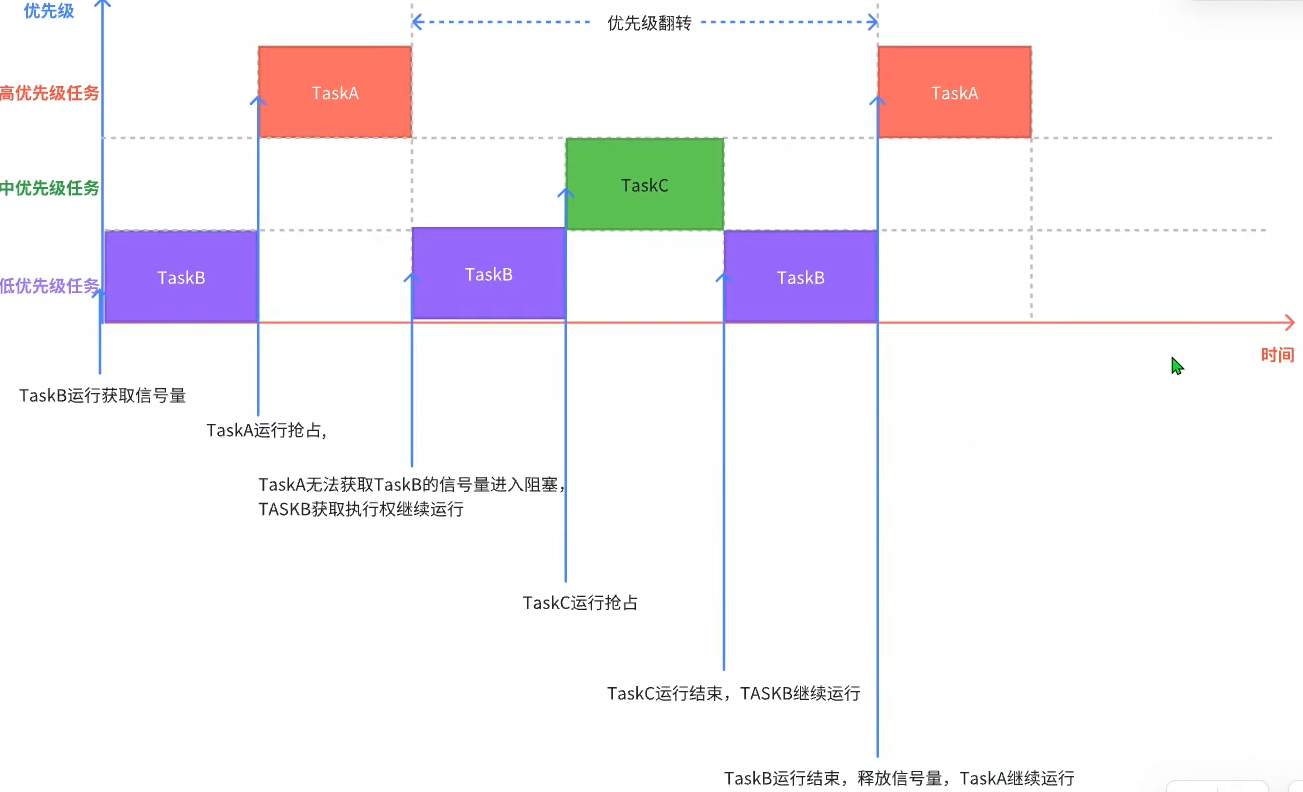 优先级
优先级翻转
高优先级任务
TaskA
TaskA
中优先级任务
TaskC
低优先级任务
TaskB
TaskB
TaskB
时间
TaskB运行获取信号量
TaskA运行抢占,
TaskA无法获取TaskB的信号量进入阻塞，
TASKB获取执行权继续运行
TaskC运行抢占
TaskC运行结束，TASKB继续运行
TaskB运行结束，释放信号量，TaskA继续运行